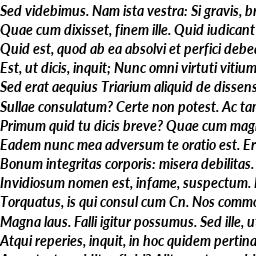 Sed videbimus. Nam ista vestra: Si gravis, br
Quae cum dixisset, finem ille. Quid iudicant
Quid est, quod ab ea absolvi et perfici debea
Est, ut dicis, inquit; Nunc omni virtuti vitium
Sed erat aequius Triarium aliquid de dissens
Sullae consulatum? Certe non potest. Ac tan
Primum quid tu dicis breve? Quae cum magn
Eadem nunc mea adversum te oratio est. Er
Bonum integritas corporis: misera debilitas.
Invidiosum nomen est, infame, suspectum.
Torquatus, is qui consul cum Cn. Nos commo
Magna laus. Falli igitur possumus. Sed ille, u
Atqui reperies, inquit, in hoc quidem pertina